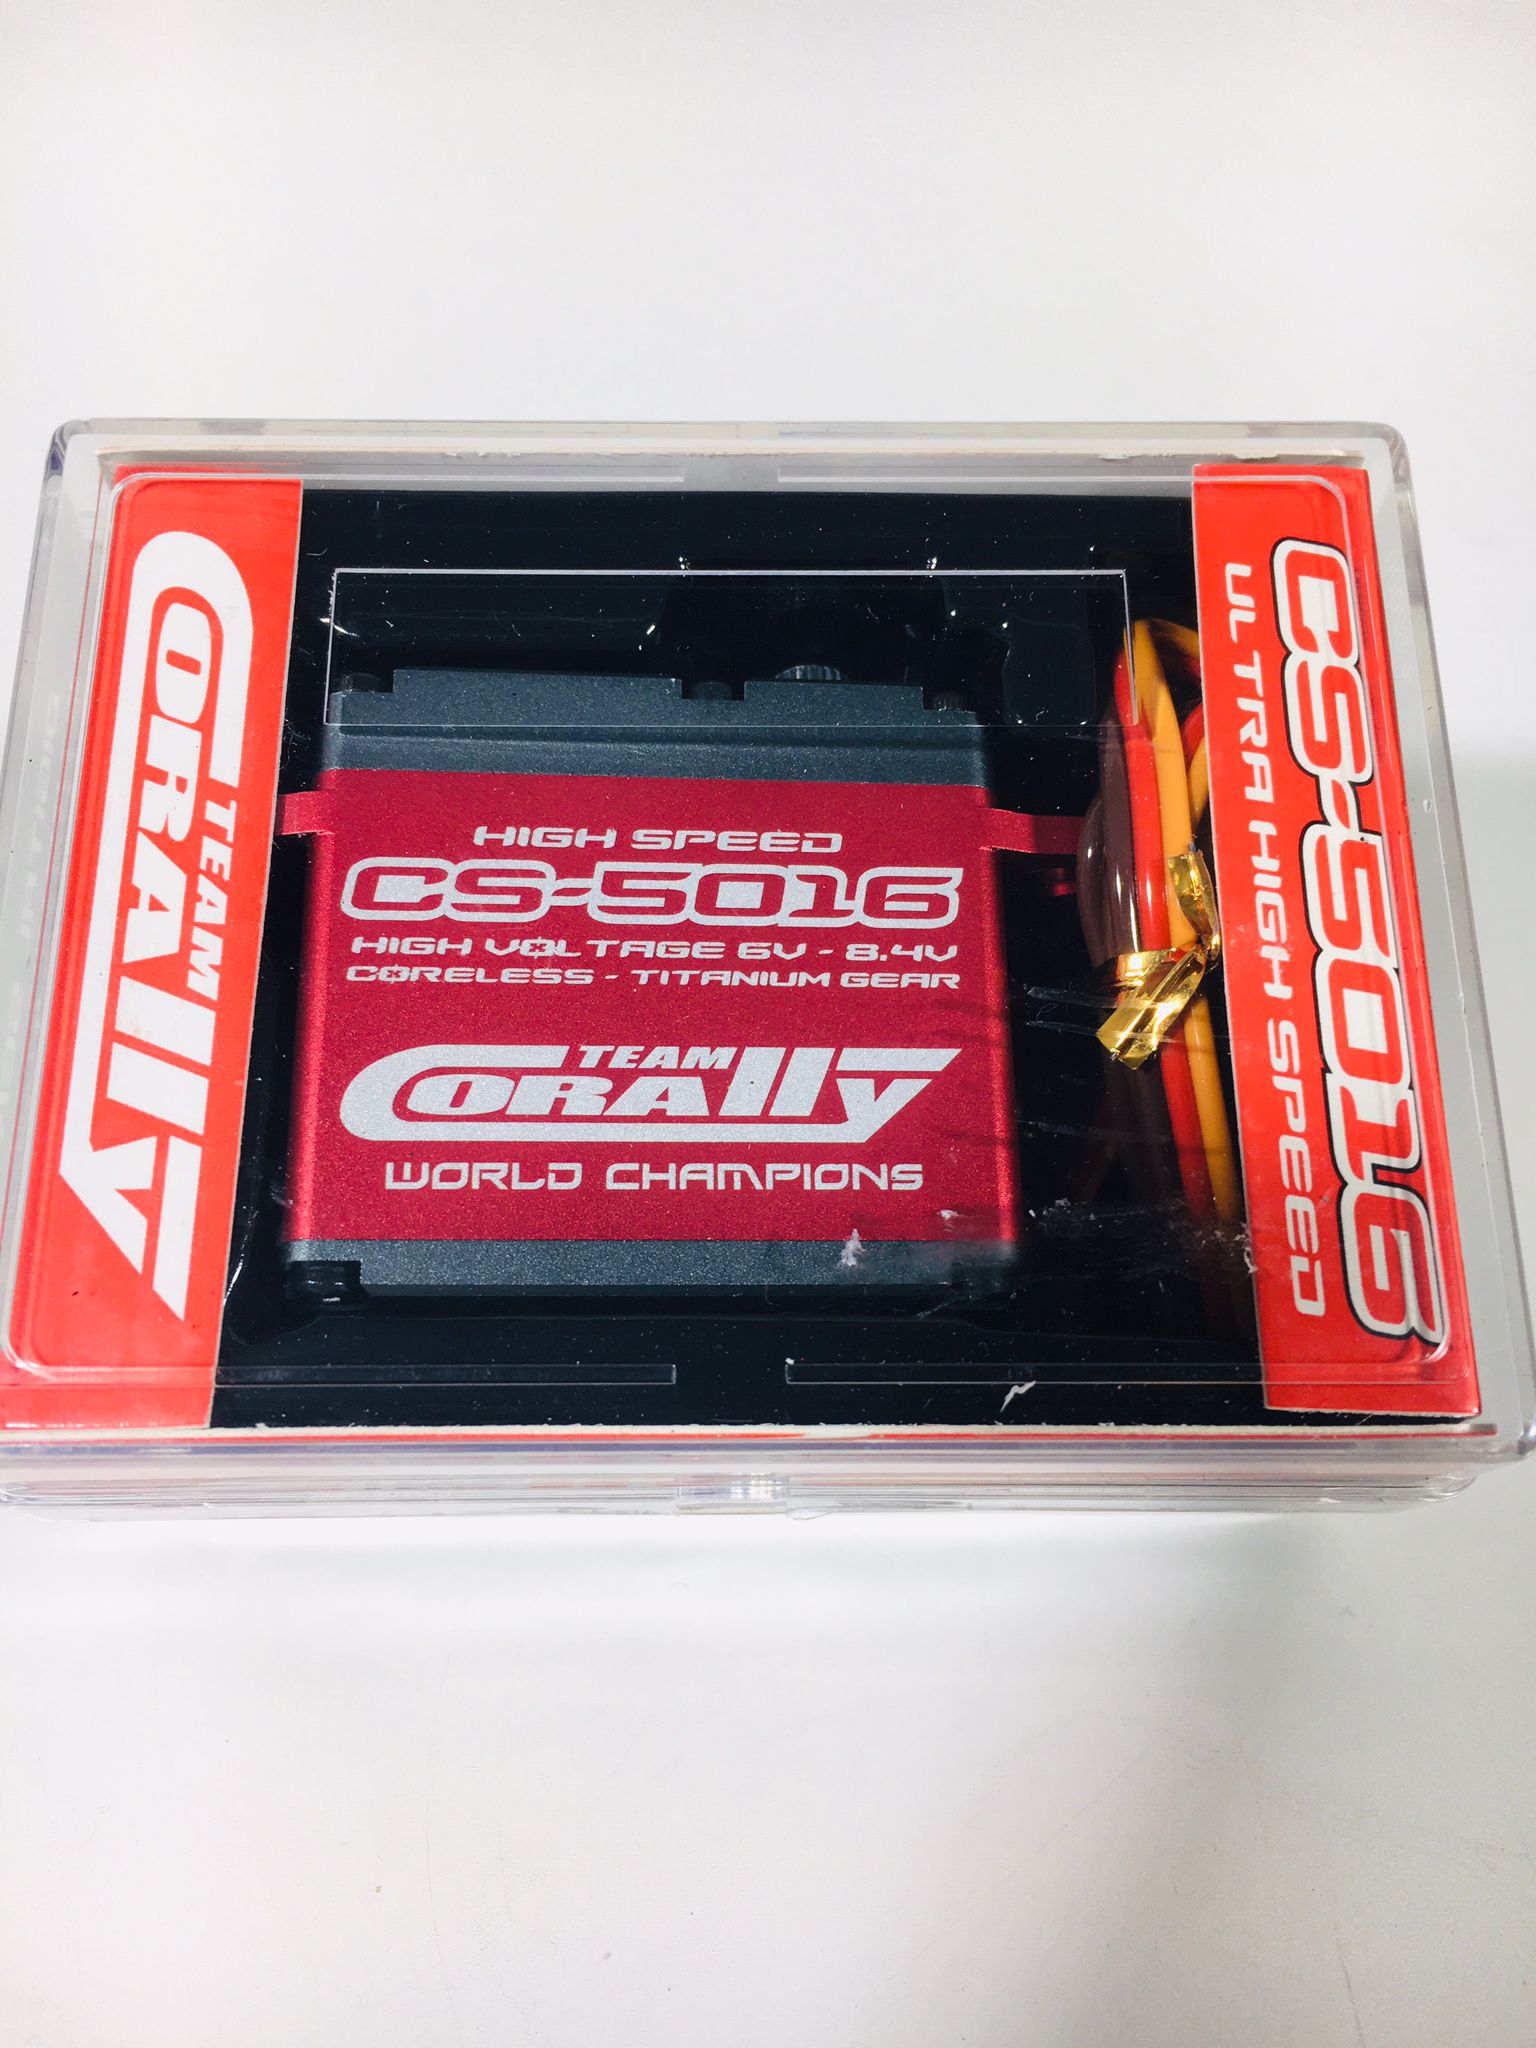 TEAM
CORALLY
HIGH SPEED
CS-5016
HIGH VOLTAGE 6V - 8.4V
CORELESS - TITANIUM GEAR
TEAM
CORALLY
WORLD CHAMPIONS
CS-5016
ULTRA HIGH SPEED